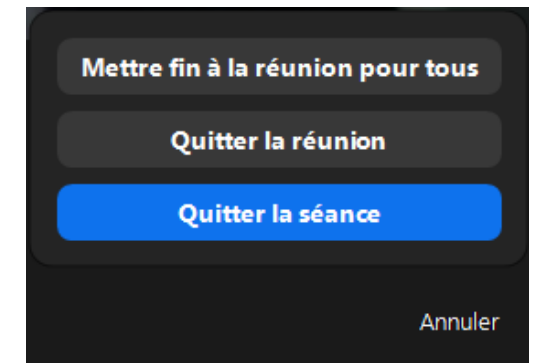 Mettre fin à la réunion pour tous
Quitter la réunion
Quitter la séance
Annuler